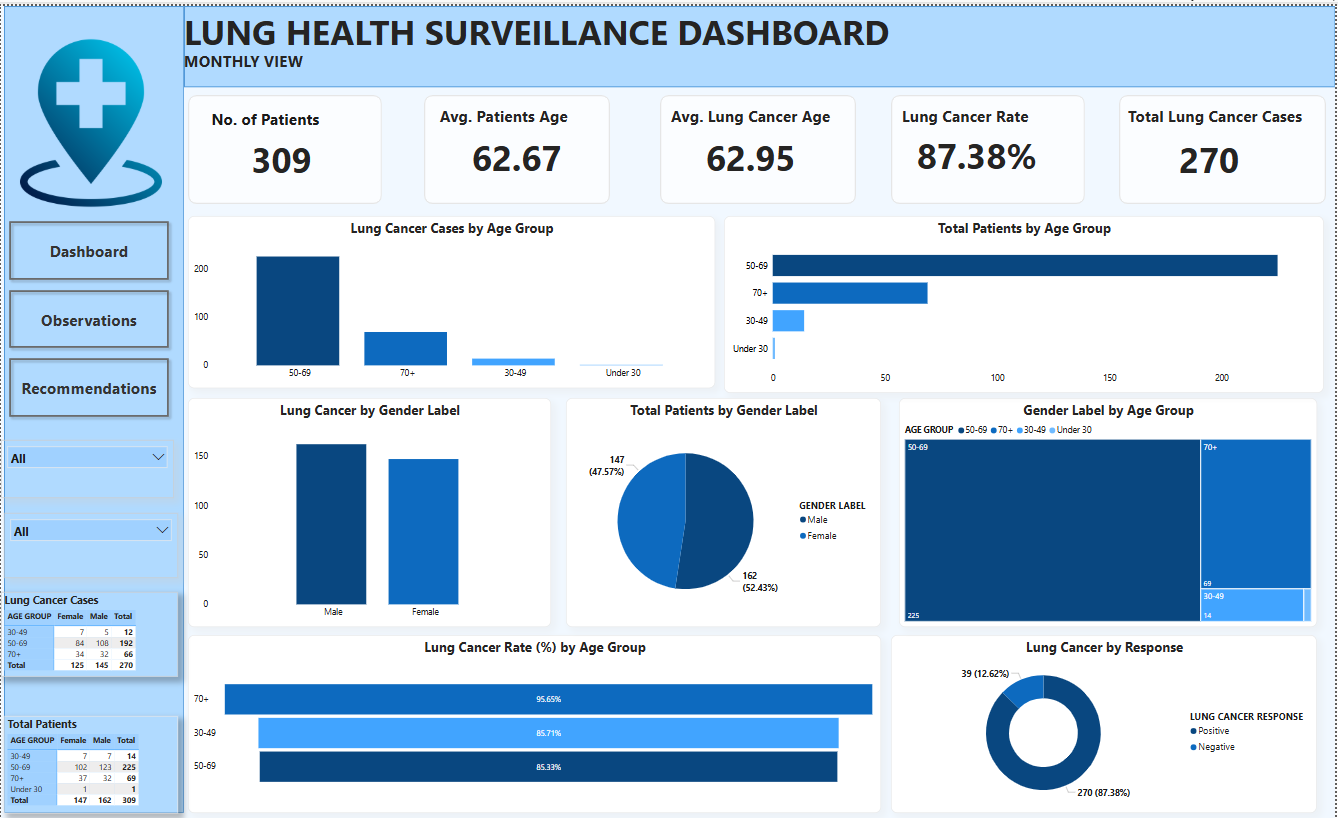 LUNG HEALTH SURVEILLANCE DASHBOARD
MONTHLY VIEW
No. of Patients
309
Avg. Patients Age
62.67
Avg. Lung Cancer Age
62.95
Lung Cancer Rate
87.38%
Total Lung Cancer Cases
270
Dashboard
Observations
Recommendations
All
All
Lung Cancer Cases
AGE GROUP Female Male Total
30-49 7 5 12
50-69 84 108 192
70+ 34 32 66
Total 125 145 270
Total Patients
AGE GROUP Female Male Total
30-49 7 7 14
50-69 102 123 225
70+ 37 32 69
Under 30 1 1
Total 147 162 309
Lung Cancer Cases by Age Group
200
100
0
50-69 70+ 30-49 Under 30
Total Patients by Age Group
50-69
70+
30-49
Under 30
0 50 100 150 200
Lung Cancer by Gender Label
150
100
50
0
Male Female
Total Patients by Gender Label
147
(47.57%)
162
(52.43%)
GENDER LABEL
Male
Female
Gender Label by Age Group
AGE GROUP 50-69 70+ 30-49 Under 30
50-69
225
70+
69
30-49
14
Lung Cancer Rate (%) by Age Group
70+ 95.65%
30-49 85.71%
50-69 85.33%
Lung Cancer by Response
39 (12.62%)
270 (87.38%)
LUNG CANCER RESPONSE
Positive
Negative